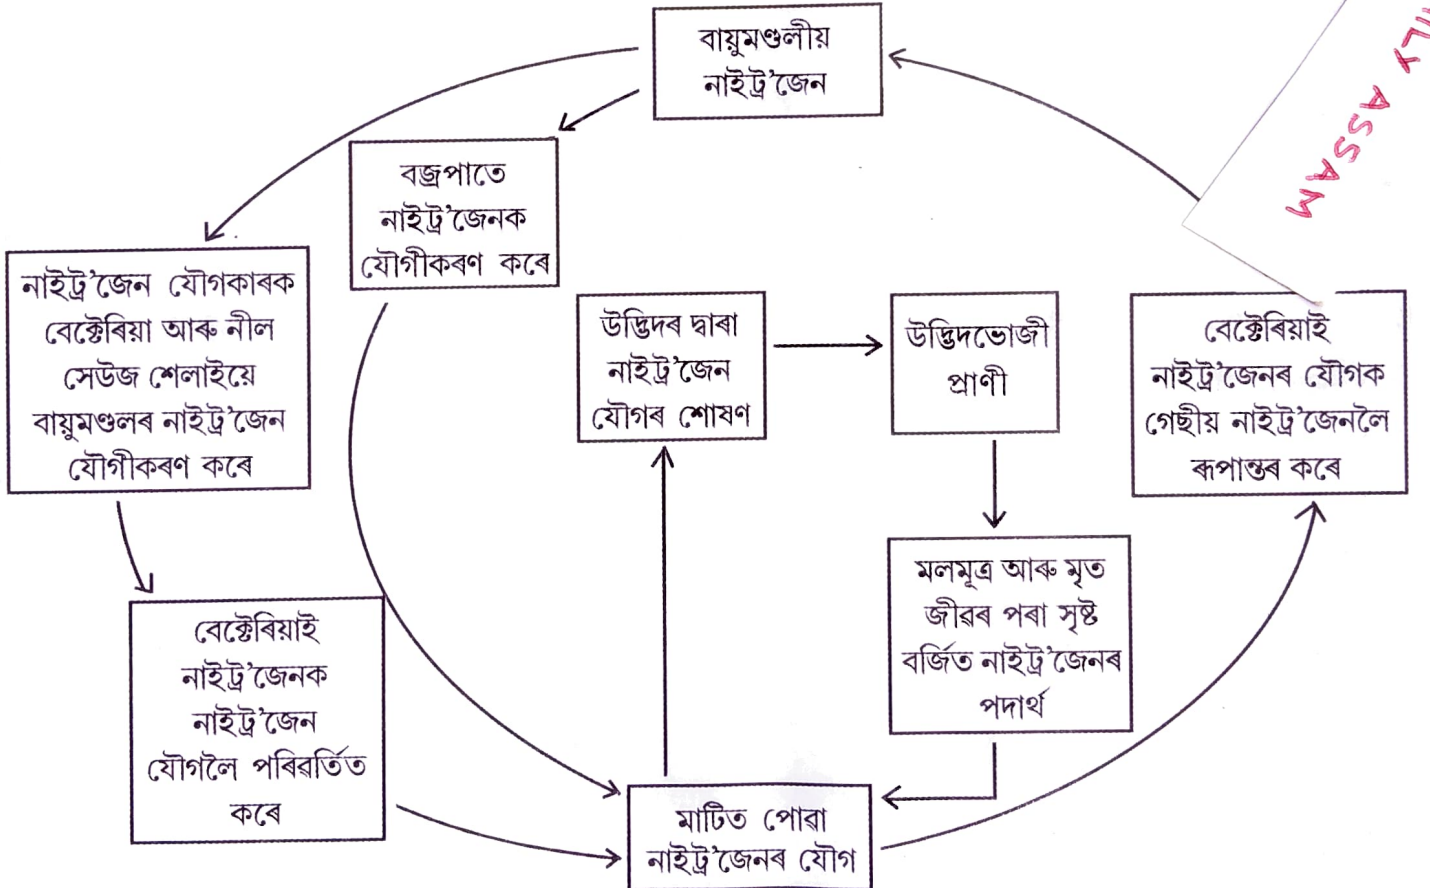 বায়ুমণ্ডলীয়
নাইট্ৰ'জেন
বজ্ৰপাতে
নাইট্ৰ'জেনক
যৌগীকৰণ কৰে
নাইট্ৰ'জেন যৌগকাৰক
বেক্টেৰিয়া আৰু নীল
সেউজ শেলাইয়ে
বায়ুমণ্ডলৰ নাইট্ৰ'জেন
যৌগীকৰণ কৰে
উদ্ভিদৰ দ্বাৰা
নাইট্ৰ'জেন
যৌগৰ শোষণ
উদ্ভিদভোজী
প্ৰাণী
বেক্টেৰিয়াই
নাইট্ৰ'জেনৰ যৌগক
গেছীয় নাইট্ৰ'জেনলৈ
ৰূপান্তৰ কৰে
মলমূত্ৰ আৰু মৃত
জীৱৰ পৰা সৃষ্ট
বৰ্জিত নাইট্ৰ'জেনৰ
পদাৰ্থ
বেক্টেৰিয়াই
নাইট্ৰ'জেনক
নাইট্ৰ'জেন
যৌগলৈ পৰিৱৰ্তিত
কৰে
মাটিত পোৱা
নাইট্ৰ'জেনৰ যৌগ
ASSAM